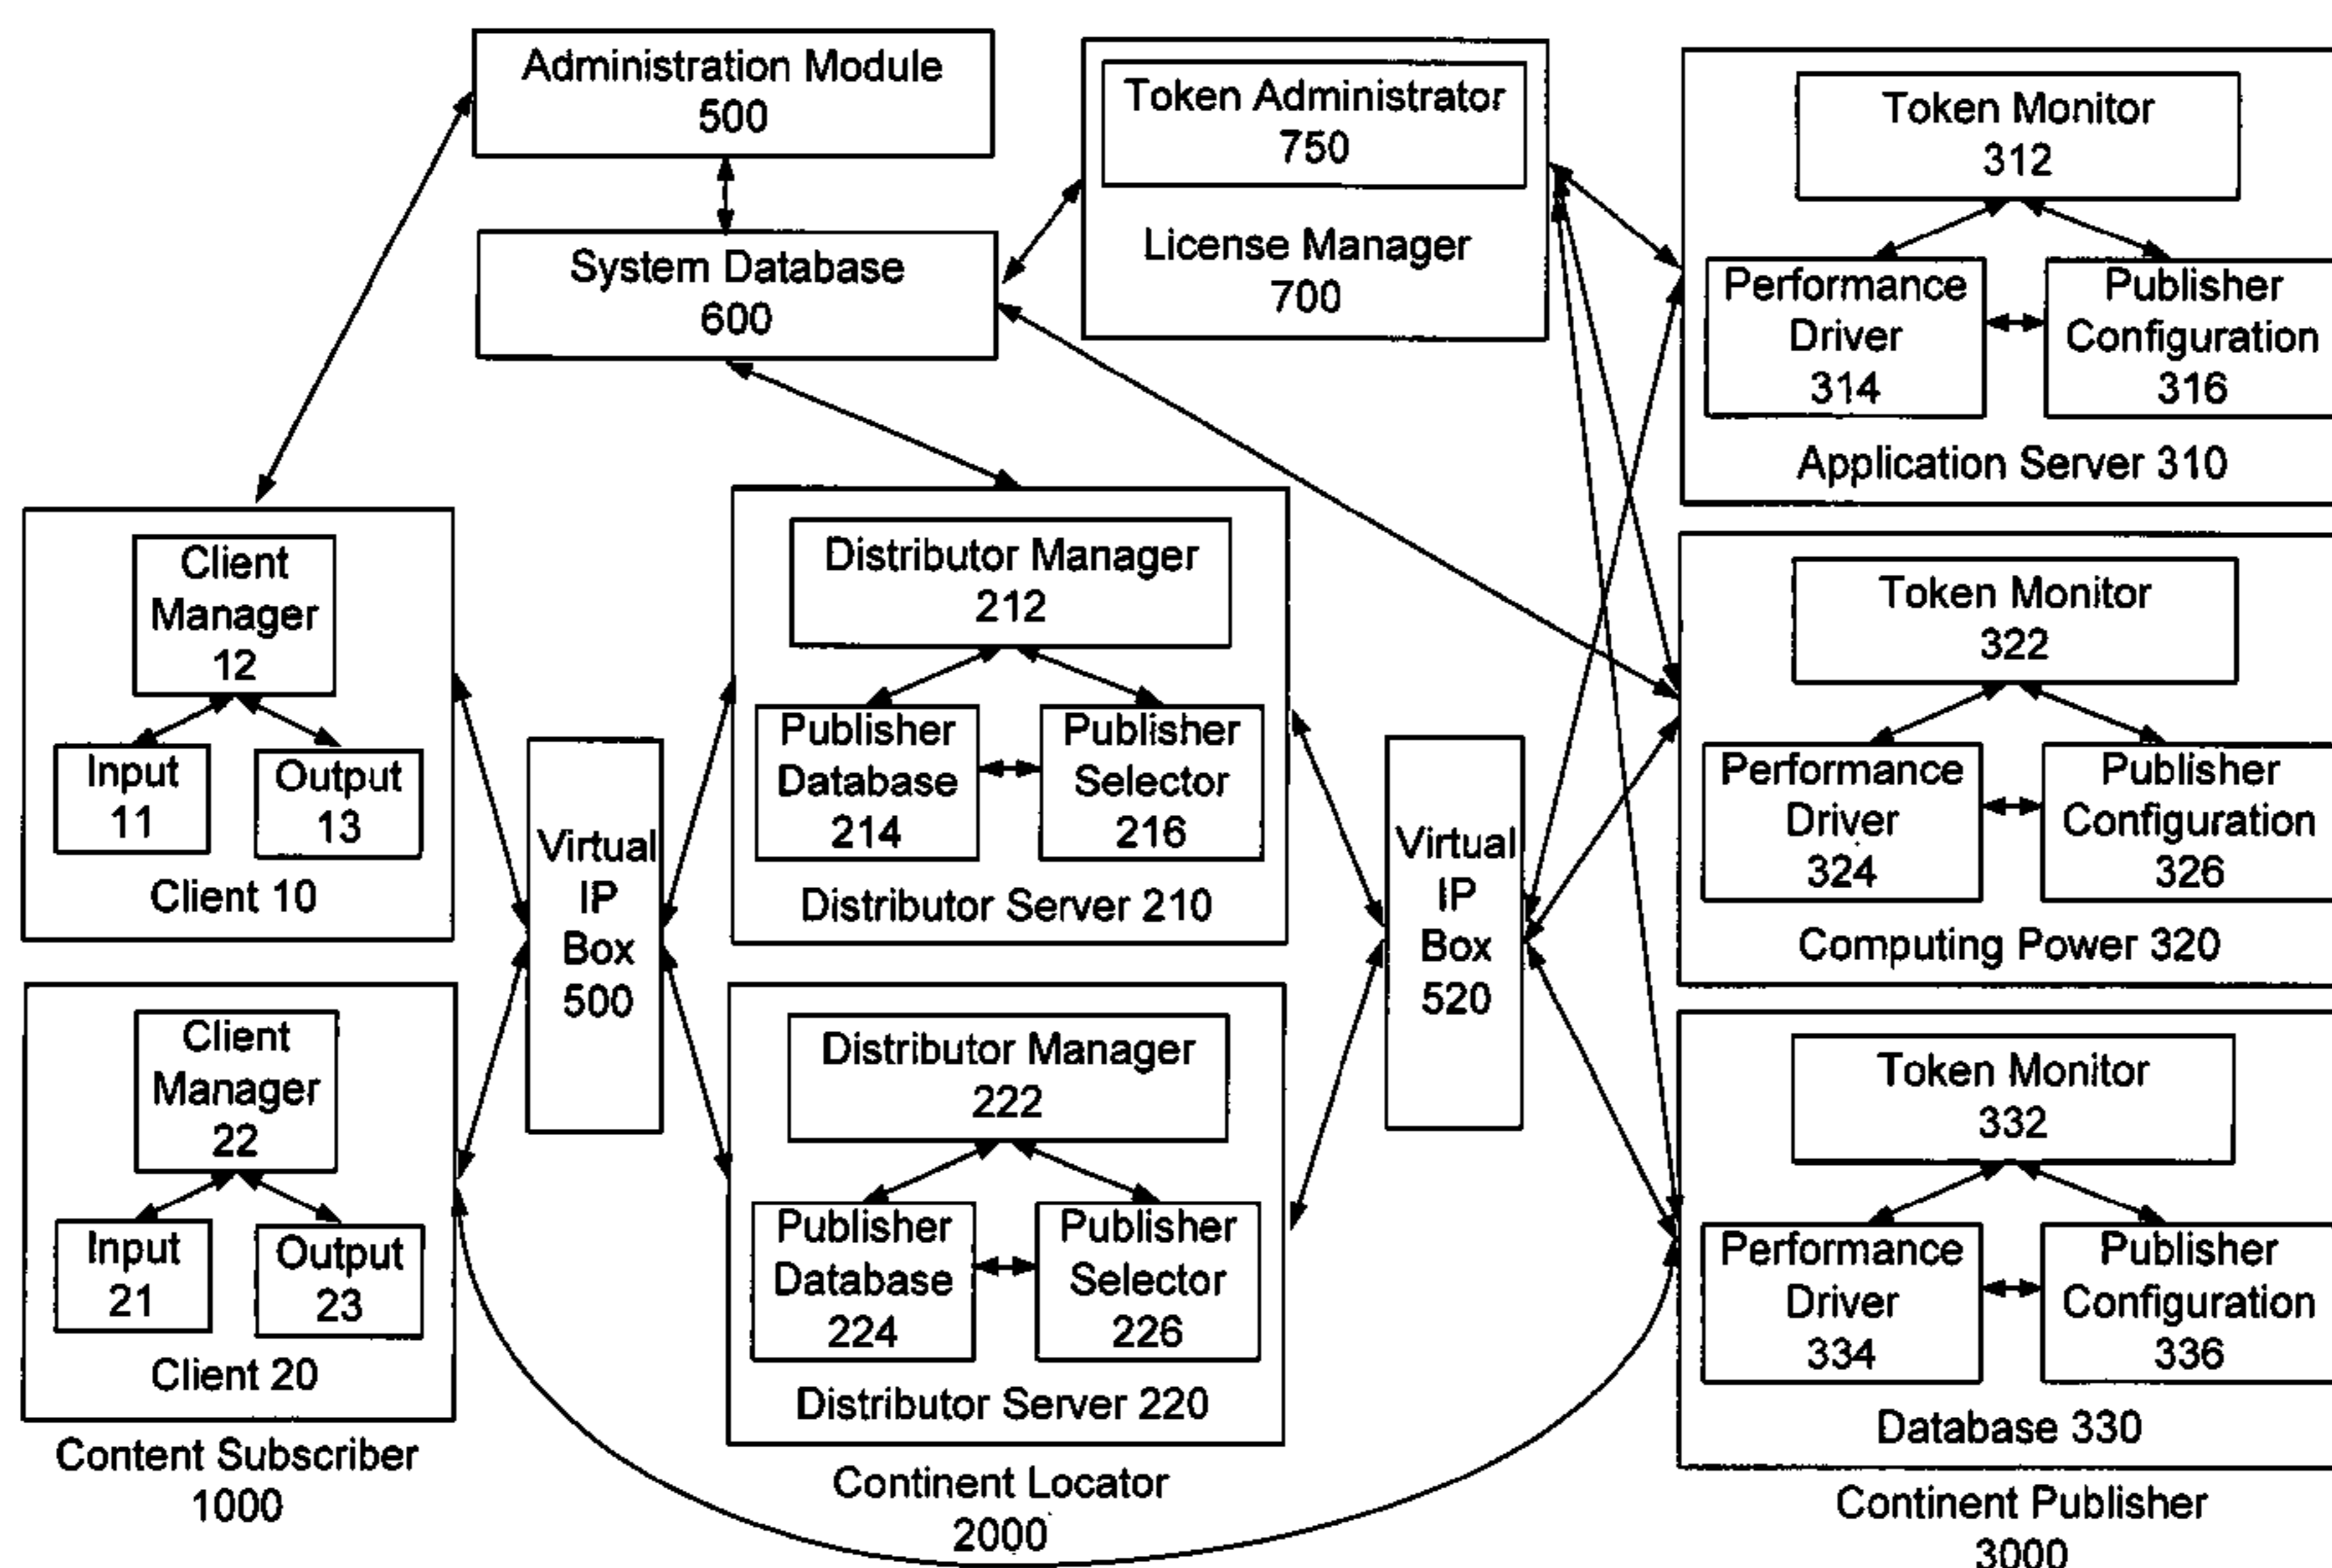 Administration Module
500
System Database
600
Token Administrator
750
License Manager
700
Token Monitor
312
Performance
Driver
314
Publisher
Configuration
316
Application Server 310
Client
Manager
12
Input
11
Output
13
Client 10
Client
Manager
22
Input
21
Output
23
Client 20
Content Subscriber
1000
Virtual
IP
Box
500
Distributor Manager
212
Publisher
Database
214
Publisher
Selector
216
Distributor Server 210
Distributor Manager
222
Publisher
Database
224
Publisher
Selector
226
Distributor Server 220
Continent Locator
2000
Virtual
IP
Box
520
Token Monitor
322
Performance
Driver
324
Publisher
Configuration
326
Computing Power 320
Token Monitor
332
Performance
Driver
334
Publisher
Configuration
336
Database 330
Continent Publisher
3000